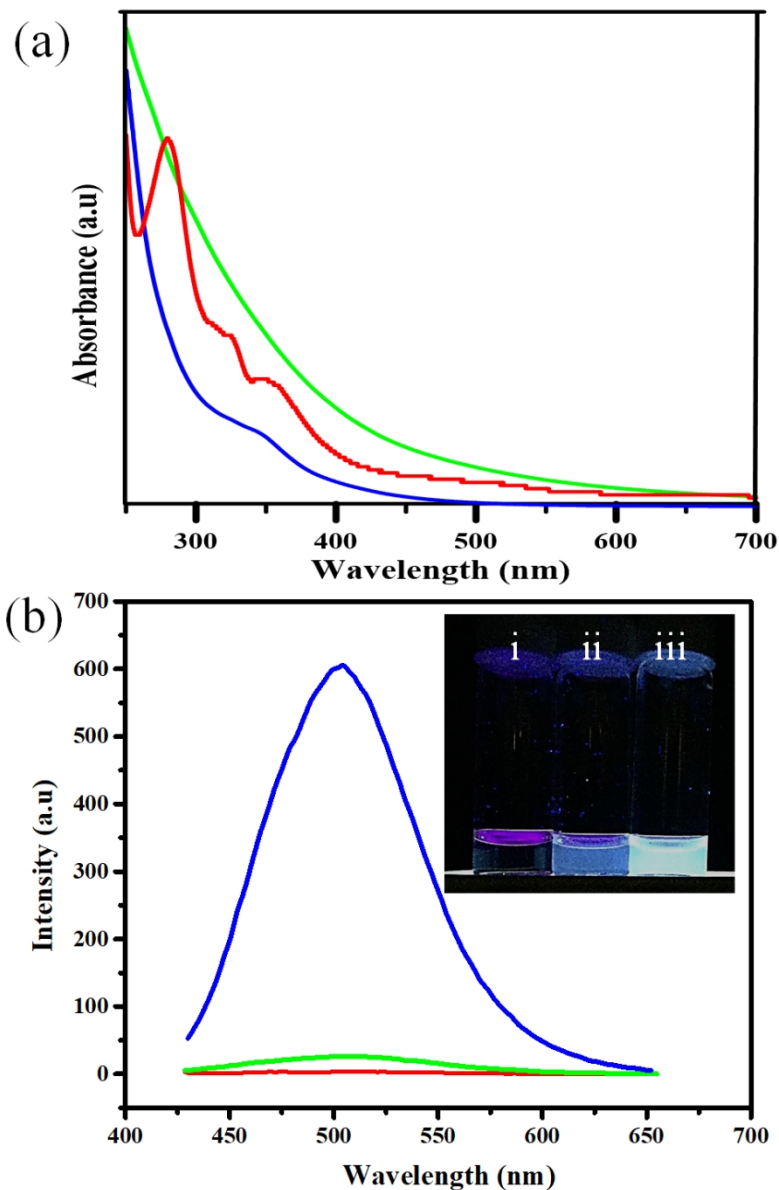 (a)
Absorbance (a.u)
300 400 500 600 700
Wavelength (nm)
(b)
700
600
500
400
300
200
100
0
Intensity (a.u)
i ii iii
400 450 500 550 600 650 700
Wavelength (nm)